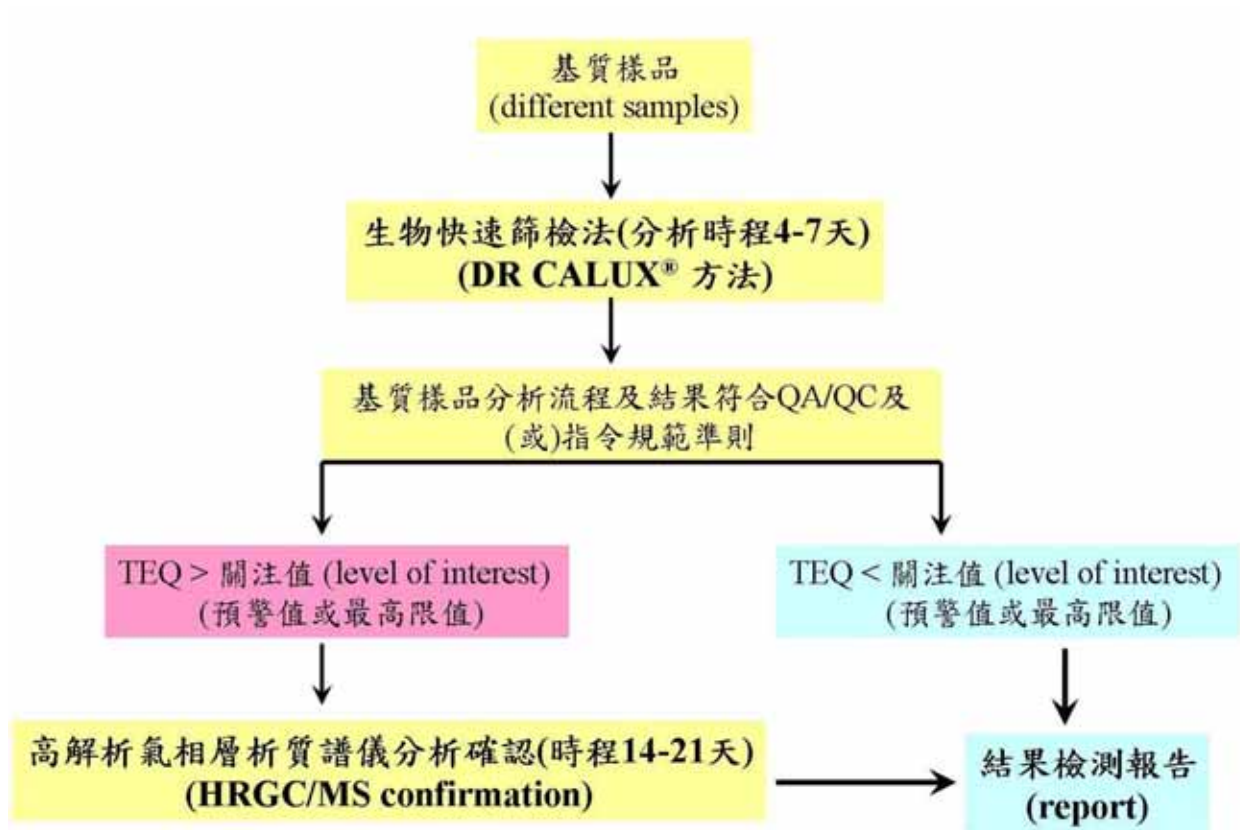 基質樣品
(different samples)
生物快速篩檢法(分析時程4-7天)
(DR CALUX® 方法)
基質樣品分析流程及結果符合QA/QC及
(或)指令規範準則
TEQ > 關注值 (level of interest)
(預警值或最高限值)
TEQ < 關注值 (level of interest)
(預警值或最高限值)
高解析氣相層析質譜儀分析確認(時程14-21天)
(HRGC/MS confirmation)
結果檢測報告
(report)